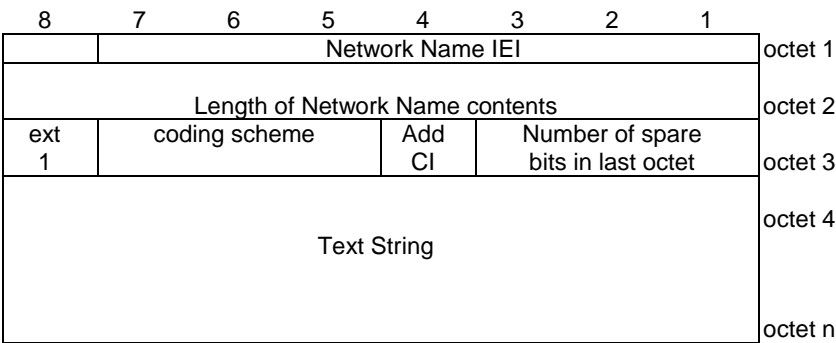 8 7 6 5 4 3 2 1
Network Name IEI octet 1
Length of Network Name contents octet 2
ext coding scheme Add Number of spare
1 CI bits in last octet octet 3
octet 4
Text String
octet n